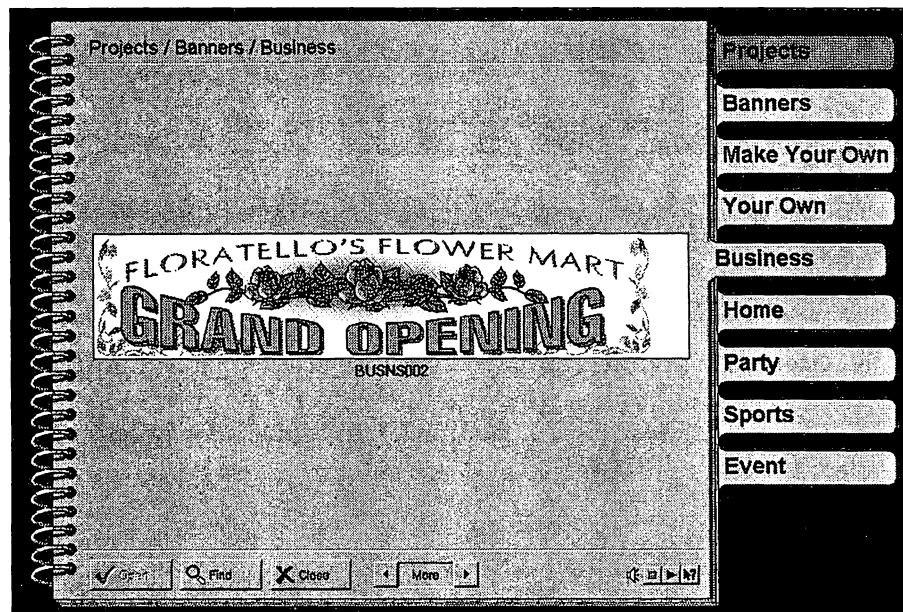 Projects / Banners / Business
FLORATELLO'S FLOWER MART
GRAND OPENING
BUSNS002
Open
Find
Close
More
Projects
Banners
Make Your Own
Your Own
Business
Home
Party
Sports
Event